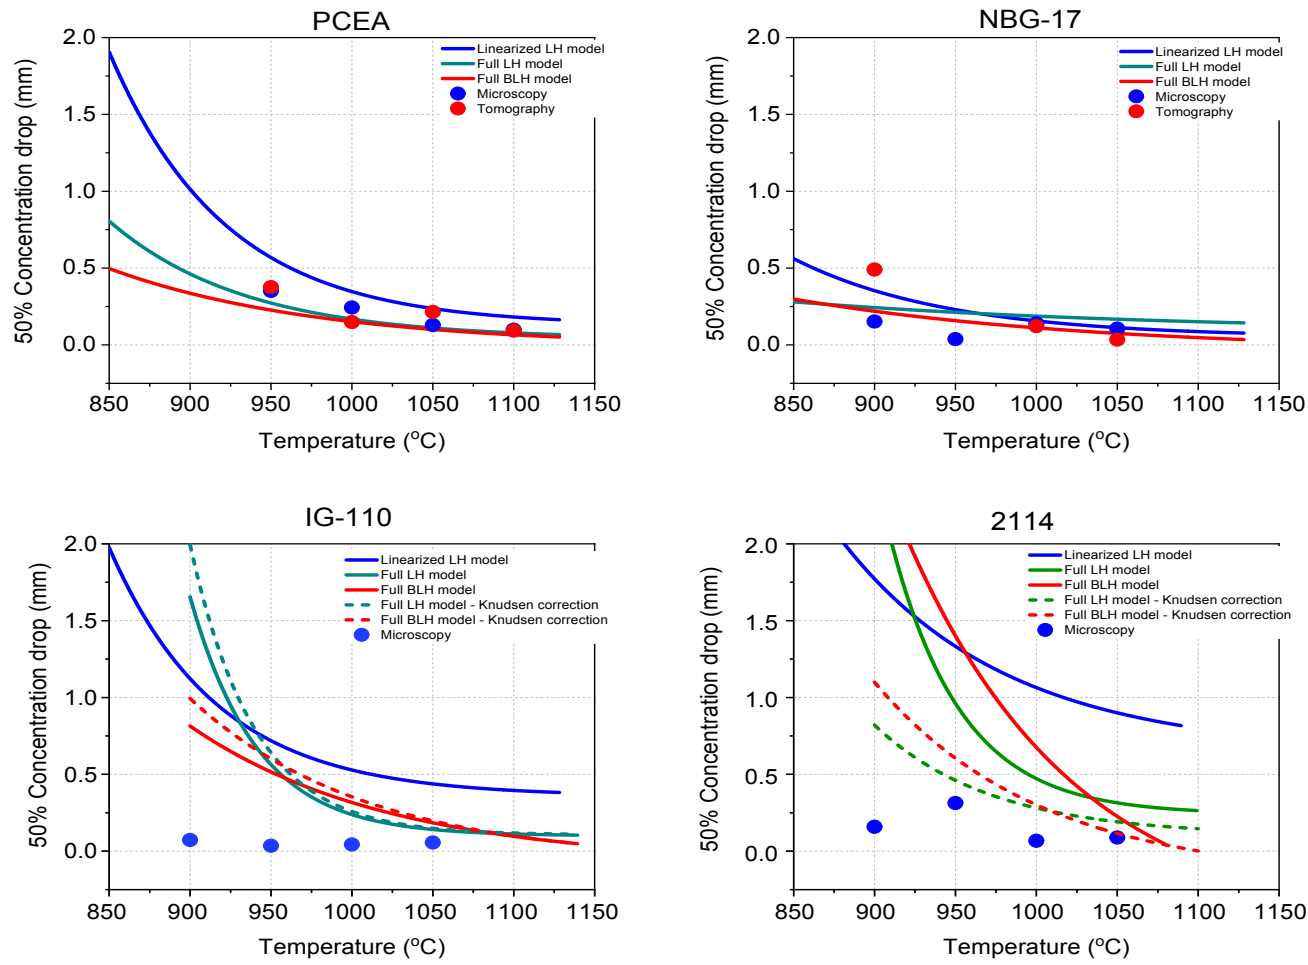 PCEA
2.0
1.5
1.0
0.5
0.0
50% Concentration drop (mm)
Linearized LH model
Full LH model
Full BLH model
Microscopy
Tomography
850 900 950 1000 1050 1100 1150
Temperature (°C)
NBG-17
2.0
1.5
1.0
0.5
0.0
50% Concentration drop (mm)
Linearized LH model
Full LH model
Full BLH model
Microscopy
Tomography
850 900 950 1000 1050 1100 1150
Temperature (°C)
IG-110
2.0
1.5
1.0
0.5
0.0
50% Concentration drop (mm)
Linearized LH model
Full LH model
Full BLH model
Full LH model - Knudsen correction
Full BLH model - Knudsen correction
Microscopy
850 900 950 1000 1050 1100 1150
Temperature (°C)
2114
2.0
1.5
1.0
0.5
0.0
50% Concentration drop (mm)
Linearized LH model
Full LH model
Full BLH model
Full LH model - Knudsen correction
Full BLH model - Knudsen correction
Microscopy
850 900 950 1000 1050 1100 1150
Temperature (°C)